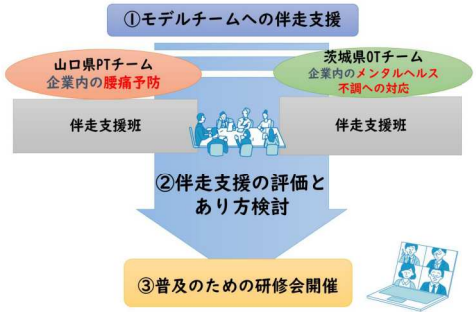 ①モデルチームへの伴走支援
山口県PTチーム
企業内の腰痛予防
茨城県OTチーム
企業内のメンタルヘルス
不調への対応
伴走支援班
伴走支援班
②伴走支援の評価と
あり方検討
③普及のための研修会開催